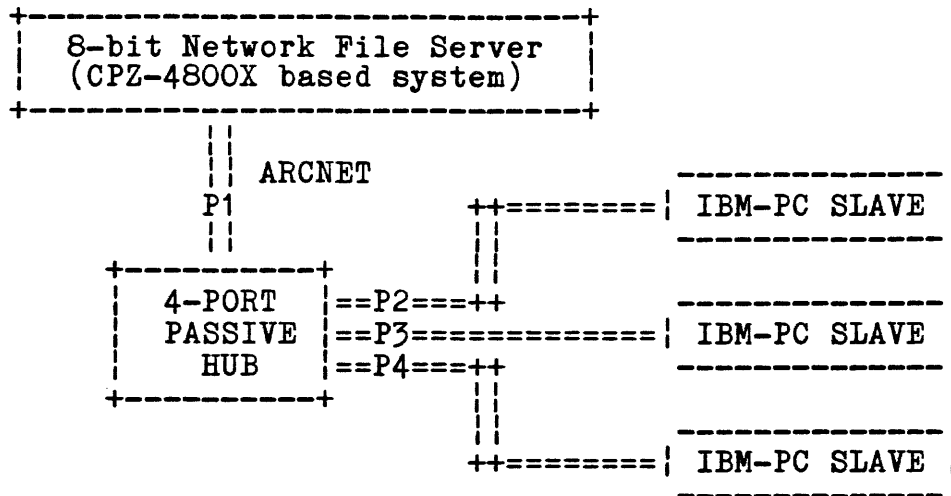 8-bit Network File Server
(CPZ-4800X based system)
ARCNET
P1
IBM-PC SLAVE
4-PORT
PASSIVE
HUB
P2
P3
P4
IBM-PC SLAVE
IBM-PC SLAVE